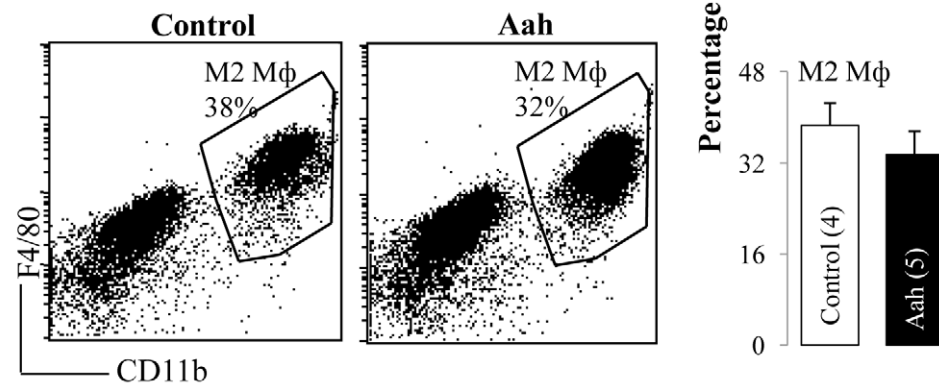 Control
M2 Mϕ
38%
F4/80
CD11b
Aah
M2 Mϕ
32%
Percentage
48
32
16
0
M2 Mϕ
Control (4)
Aah (5)